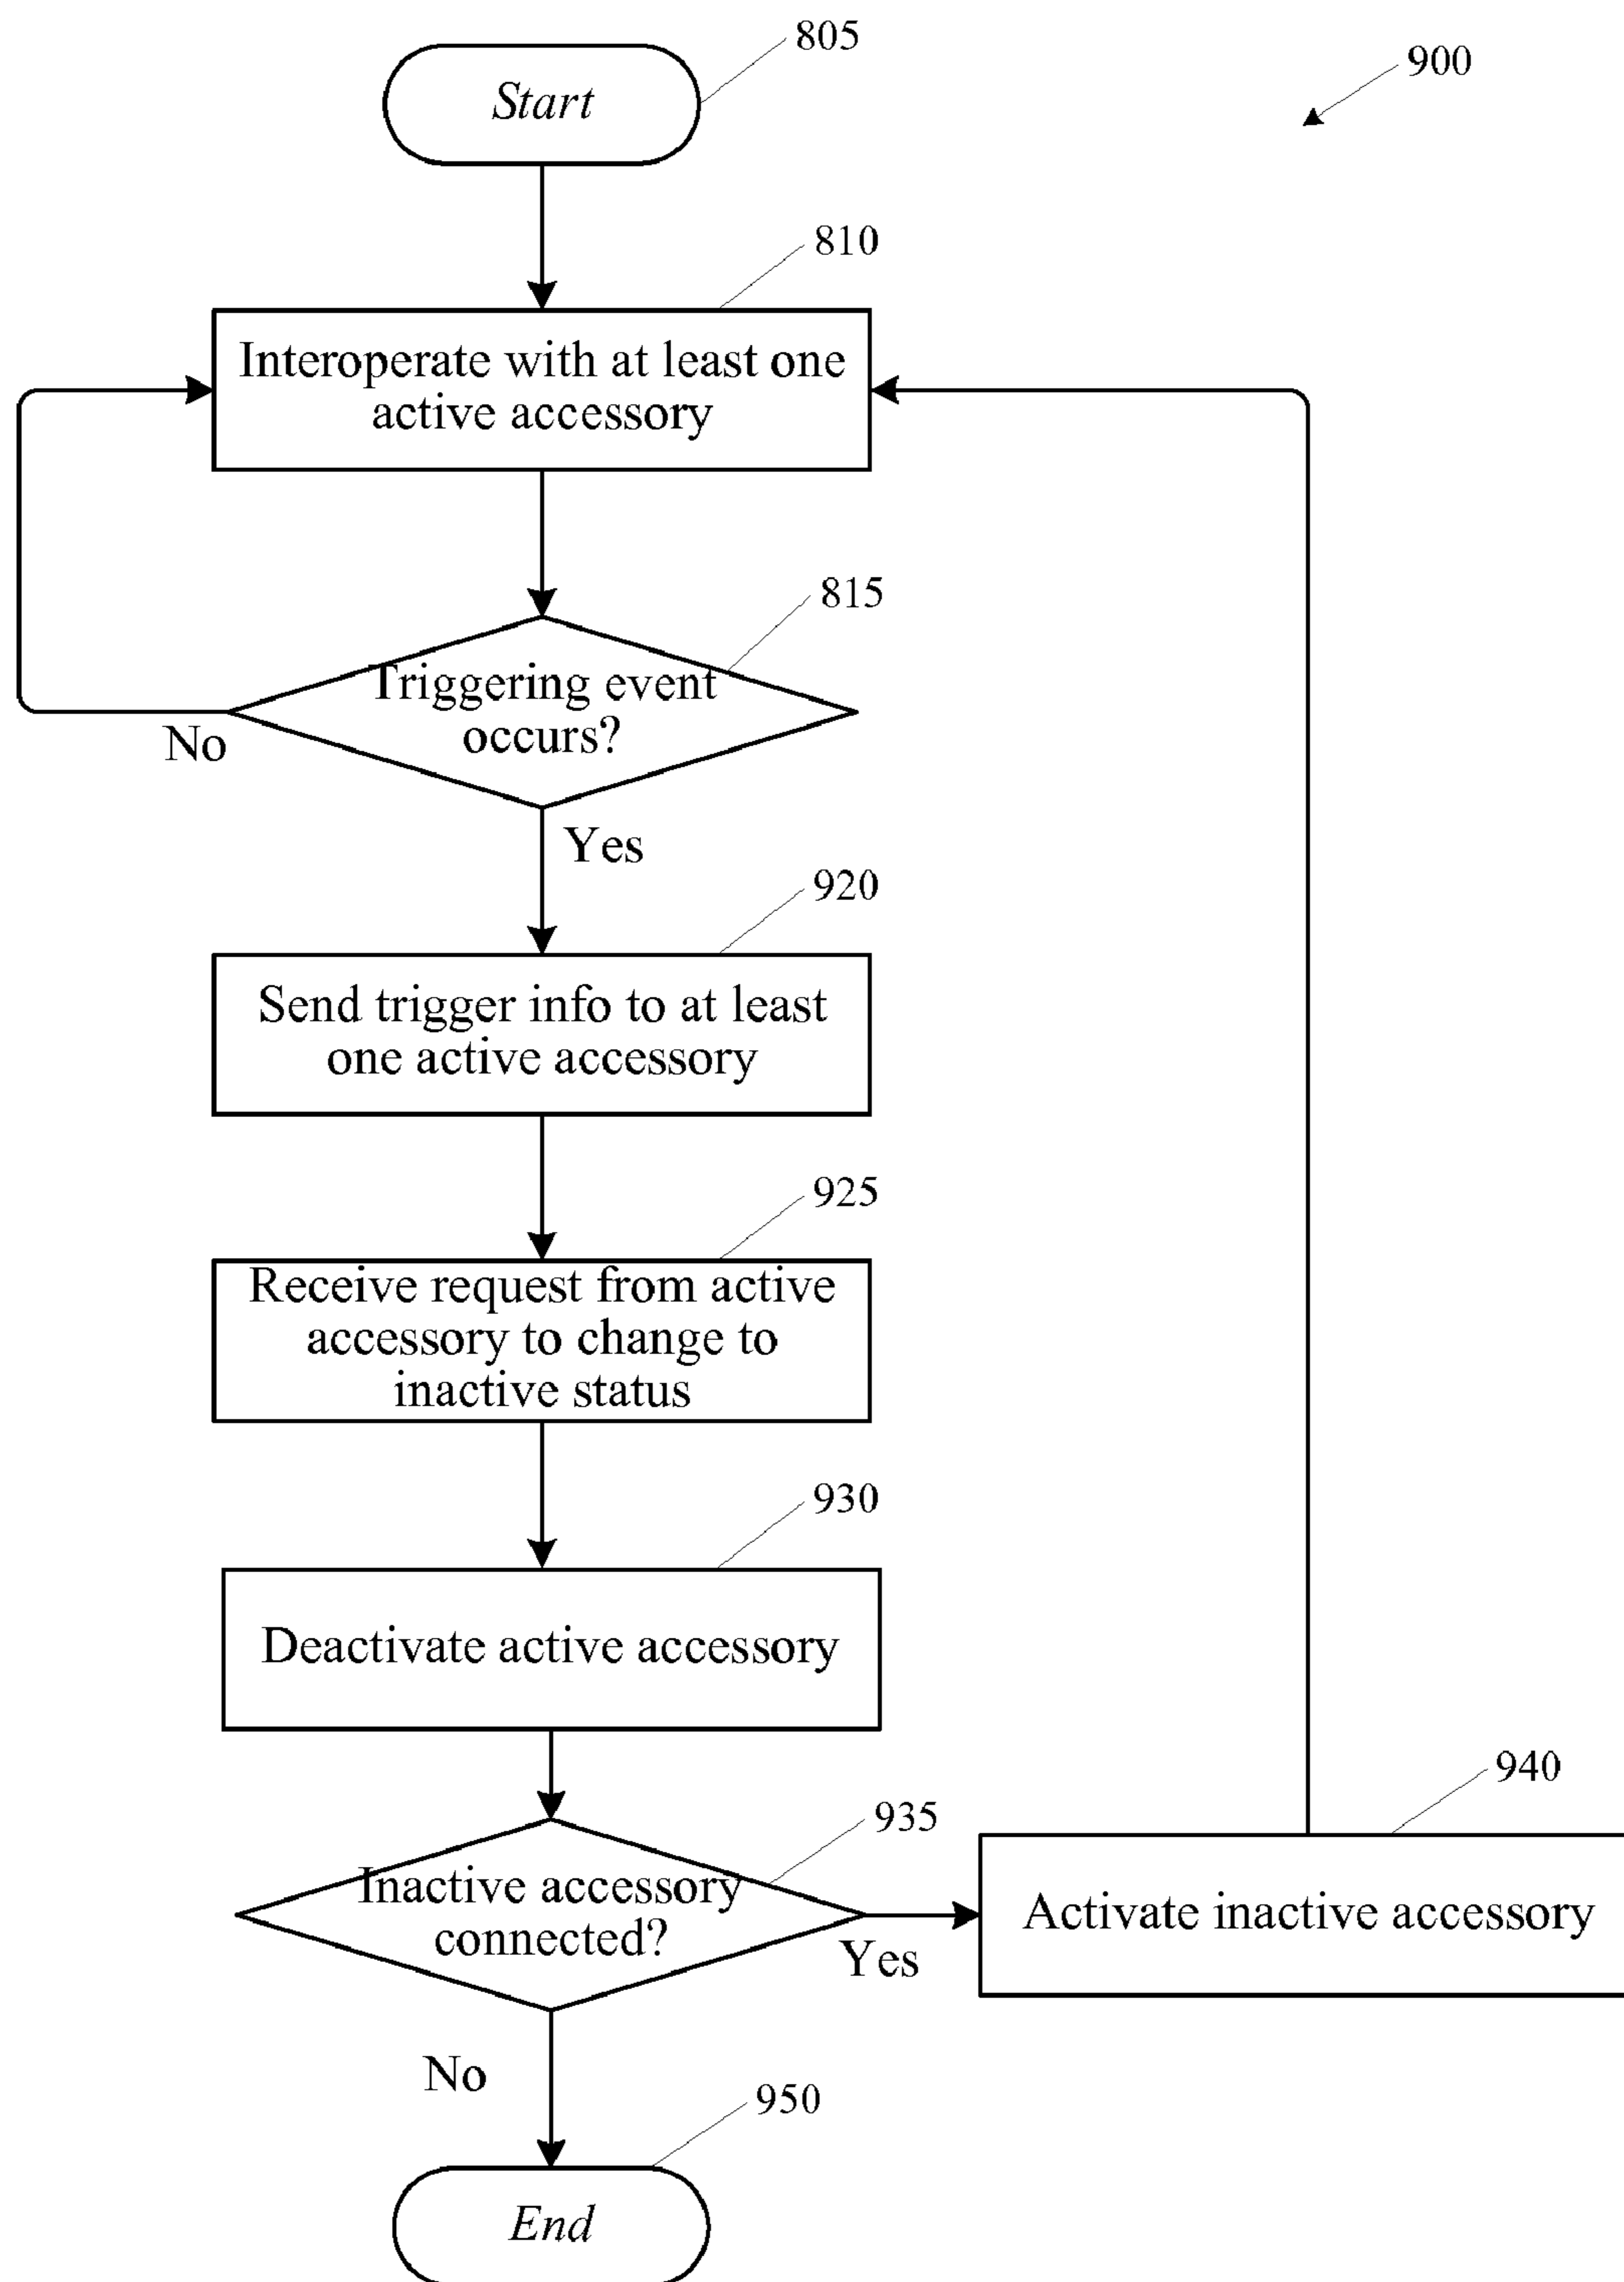 805
Start
900
810
Interoperate with at least one
active accessory
815
Triggering event
occurs?
No
Yes
920
Send trigger info to at least
one active accessory
925
Receive request from active
accessory to change to
inactive status
930
Deactivate active accessory
940
935
Inactive accessory
connected?
Activate inactive accessory
Yes
No
950
End